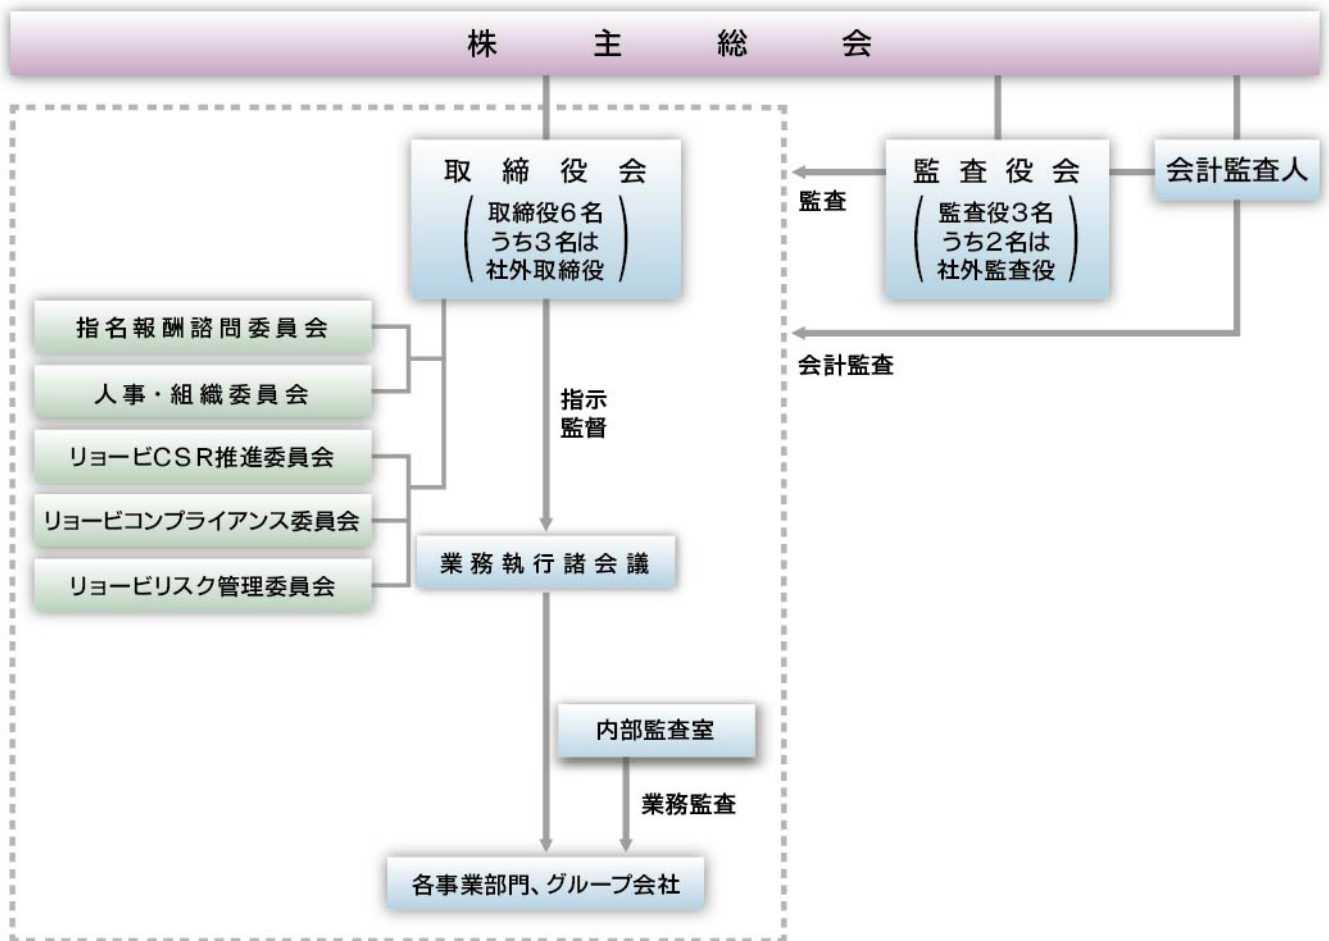 株主総会
取締役会
取締役6名
うち3名は
社外取締役
監査
監査役会
監査役3名
うち2名は
社外監査役
会計監査人
会計監査
指名報酬諮問委員会
人事・組織委員会
リョービCSR推進委員会
リョービコンプライアンス委員会
リョービリスク管理委員会
指示
監督
業務執行諸会議
内部監査室
業務監査
各事業部門、グループ会社